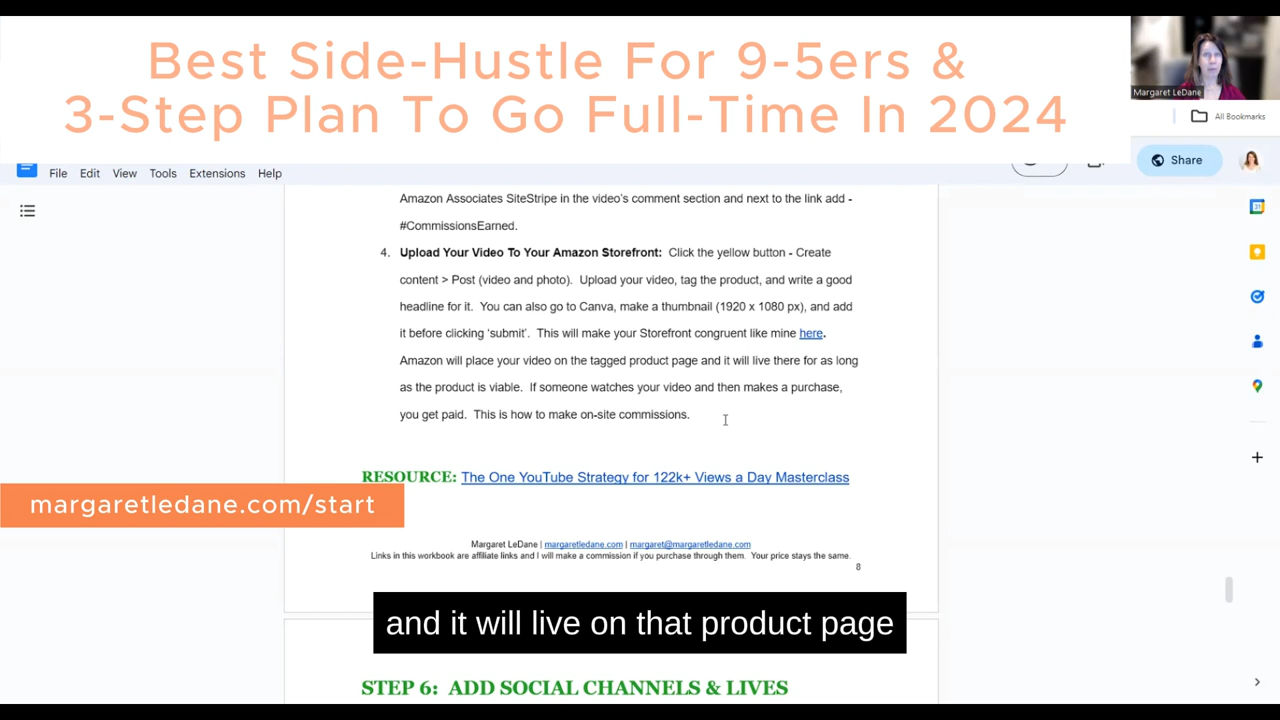 Best Side-Hustle For 9-5ers &
3-Step Plan To Go Full-Time In 2024
Margaret LeDane
All Bookmarks
File Edit View Tools Extensions Help
Share
Amazon Associates SiteStripe in the video's comment section and next to the link add -
#CommissionsEarned.
4. Upload Your Video To Your Amazon Storefront: Click the yellow button - Create
content > Post (video and photo). Upload your video, tag the product, and write a good
headline for it. You can also go to Canva, make a thumbnail (1920 x 1080 px), and add
it before clicking 'submit'. This will make your Storefront congruent like mine here.
Amazon will place your video on the tagged product page and it will live there for as long
as the product is viable. If someone watches your video and then makes a purchase,
you get paid. This is how to make on-site commissions.
RESOURCE: The One YouTube Strategy for 122k+ Views a Day Masterclass
margaretledane.com/start
Margaret LeDane | margaretledane.com | margaret@margaretledane.com
Links in this workbook are affiliate links and I will make a commission if you purchase through them. Your price stays the same.
8
and it will live on that product page
STEP 6: ADD SOCIAL CHANNELS & LIVES